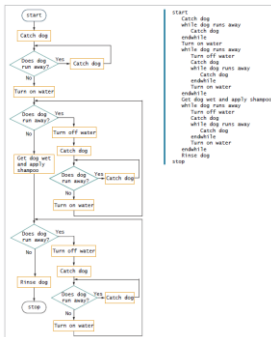 start
Catch dog
Does dog
run away?
Yes
Catch dog
No
Turn on water
Does dog
run away?
Yes
Turn off water
Catch dog
No
Get dog wet
and apply
shampoo
Does dog
run away?
Yes
Catch dog
No
Turn on water
Does dog
run away?
Yes
Turn off water
Catch dog
No
Rinse dog
Does dog
run away?
Yes
Catch dog
No
Turn on water
stop
start
Catch dog
while dog runs away
Catch dog
endwhile
Turn on water
while dog runs away
Turn off water
Catch dog
while dog runs away
Catch dog
endwhile
Turn on water
endwhile
Get dog wet and apply shampoo
while dog runs away
Turn off water
Catch dog
while dog runs away
Catch dog
endwhile
Turn on water
endwhile
Rinse dog
stop